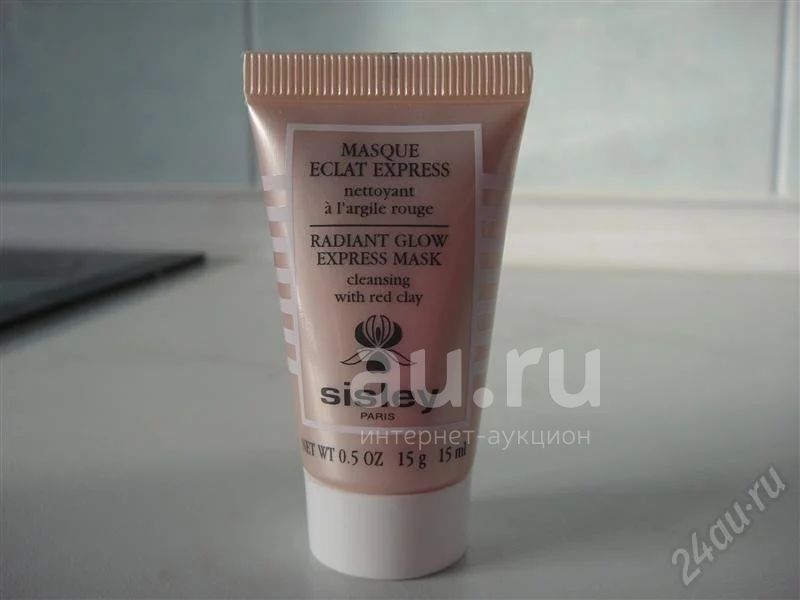 MASQUE
ECLAT EXPRESS
nettoyant
à l'argile rouge
RADIANT GLOW
EXPRESS MASK
cleansing
with red clay
au.ru
sisley
PARIS
интернет-аукцион
NET WT 0.5 OZ 15 g 15 ml
24au.ru